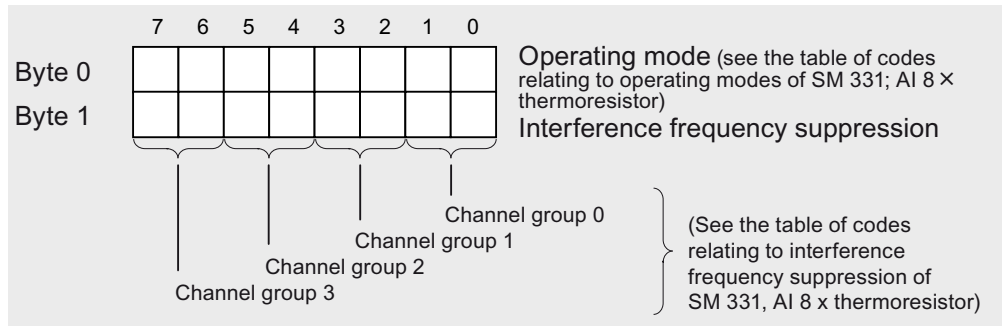 7 6 5 4 3 2 1 0
Byte 0
Byte 1
Operating mode (see the table of codes
relating to operating modes of SM 331; AI 8 ×
thermoresistor)
Interference frequency suppression
Channel group 0
Channel group 1
Channel group 2
Channel group 3
(See the table of codes
relating to interference
frequency suppression of
SM 331, AI 8 x thermoresistor)